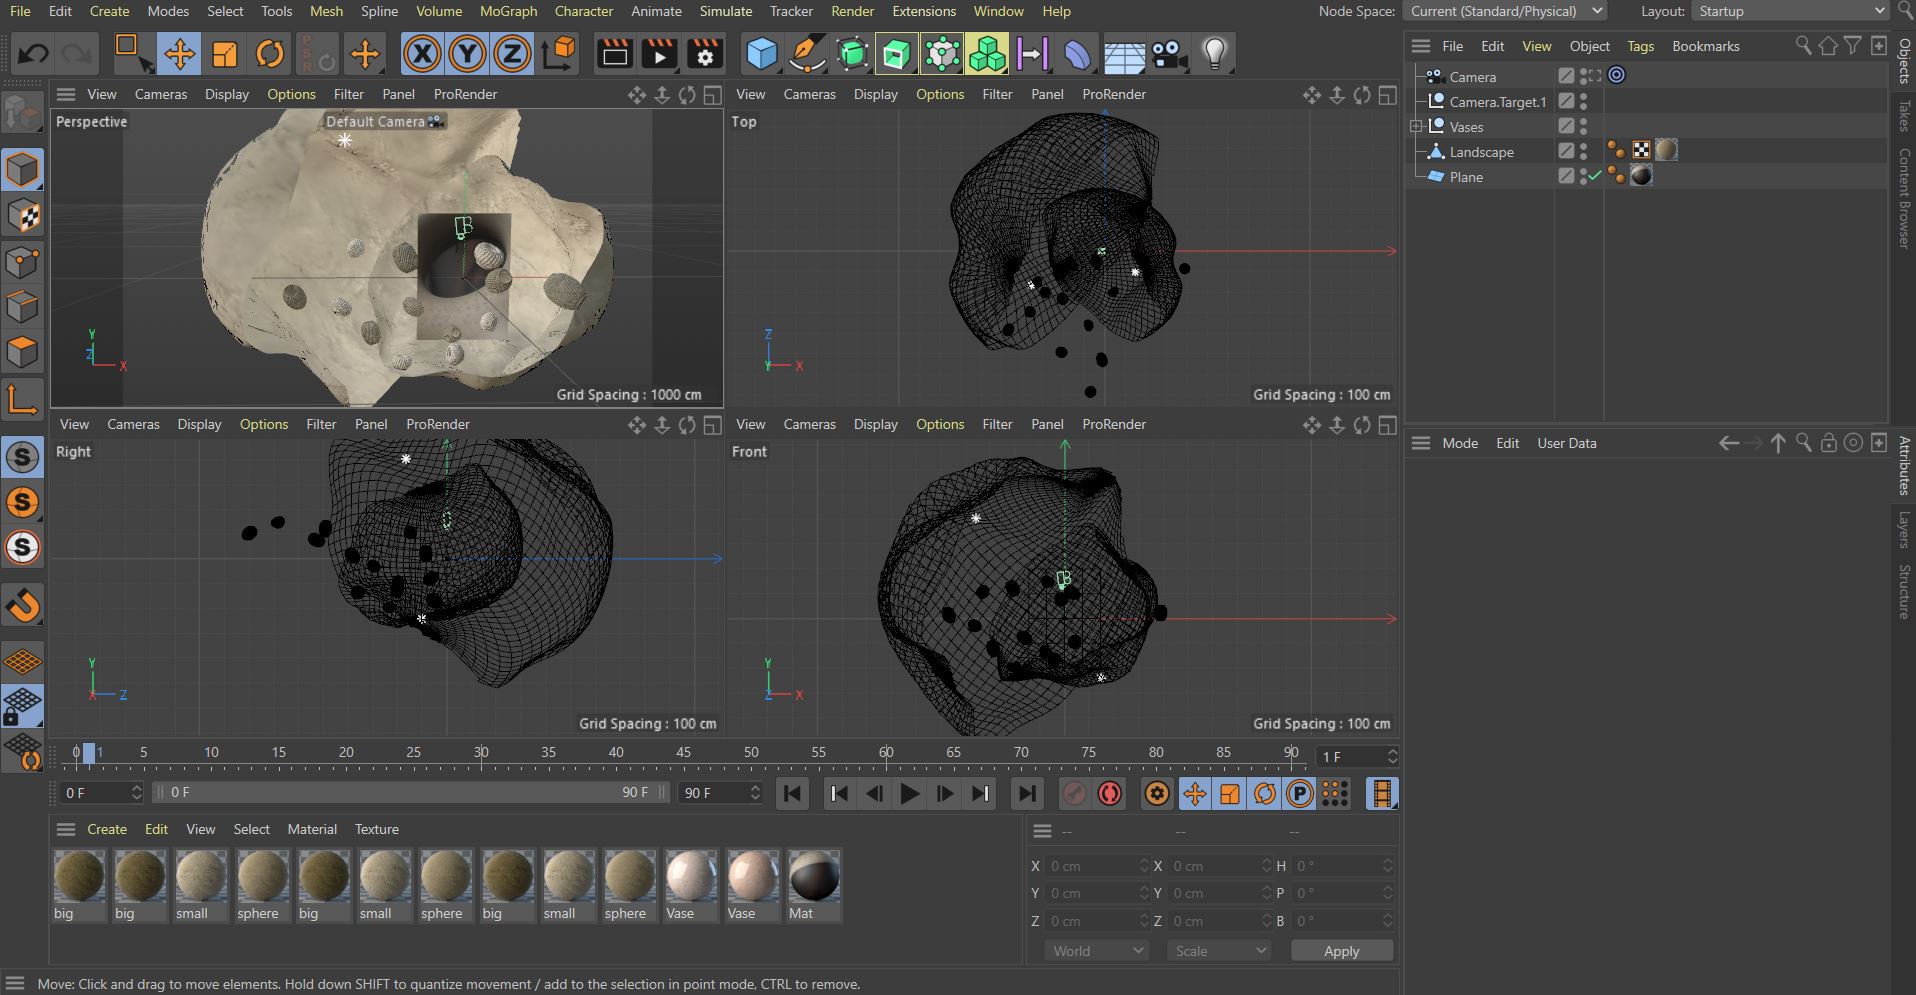 File Edit Create Modes Select Tools Mesh Spline Volume MoGraph Character Animate Simulate Tracker Render Extensions Window Help Node Space: Current (Standard/Physical) Layout: Startup
PSR X Y Z
File Edit View Object Tags Bookmarks
Camera
Camera.Target.1
Vases
Landscape
Plane
Objects
Takes
Content Browser
View Cameras Display Options Filter Panel ProRender
Perspective
Default Camera
Y
Z
X
Grid Spacing : 1000 cm
View Cameras Display Options Filter Panel ProRender
Top
Z
Y X
Grid Spacing : 100 cm
View Cameras Display Options Filter Panel ProRender
Right
Y
X Z
Grid Spacing : 100 cm
View Cameras Display Options Filter Panel ProRender
Front
Y
Z X
Grid Spacing : 100 cm
S
S
S
Mode Edit User Data
Attributes
Layers
Structure
0 1 5 10 15 20 25 30 35 40 45 50 55 60 65 70 75 80 85 90 1 F
0 F 0 F 90 F 90 F P
Create Edit View Select Material Texture
big big small sphere big small sphere big small sphere Vase Vase Mat
-- -- --
X 0 cm X 0 cm H 0 °
Y 0 cm Y 0 cm P 0 °
Z 0 cm Z 0 cm B 0 °
World Scale Apply
Move: Click and drag to move elements. Hold down SHIFT to quantize movement / add to the selection in point mode, CTRL to remove.